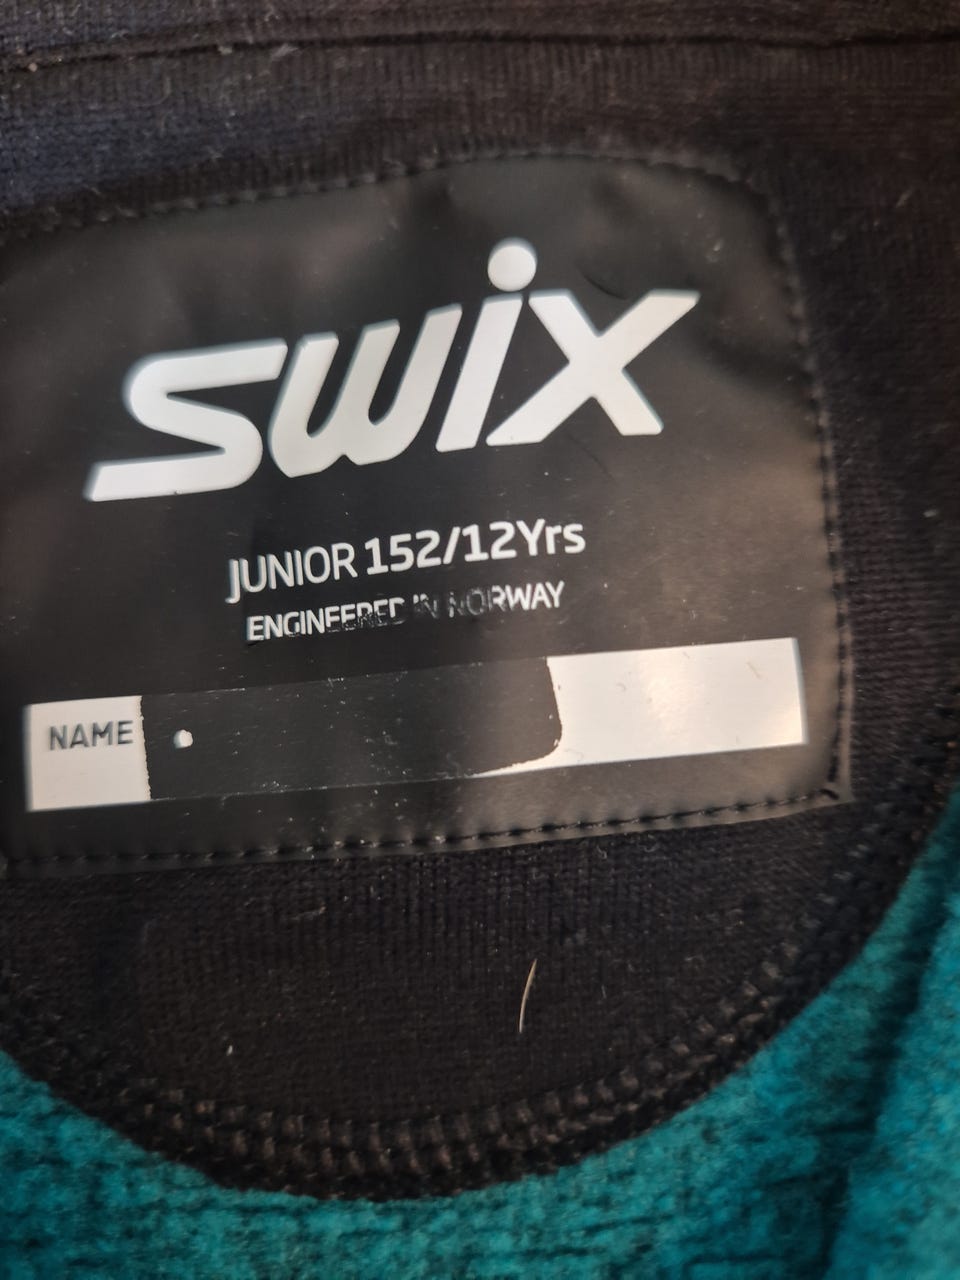 swix
JUNIOR 152/12Yrs
ENGINEERED IN NORWAY
NAME